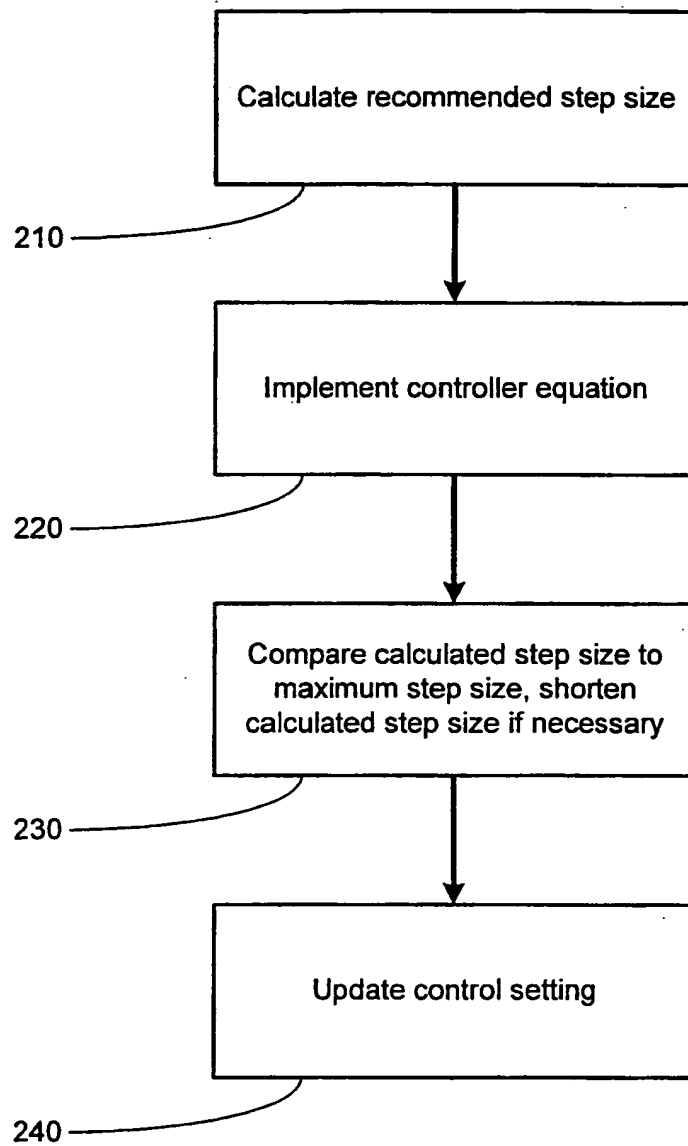 Calculate recommended step size
210
Implement controller equation
220
Compare calculated step size to
maximum step size, shorten
calculated step size if necessary
230
Update control setting
240